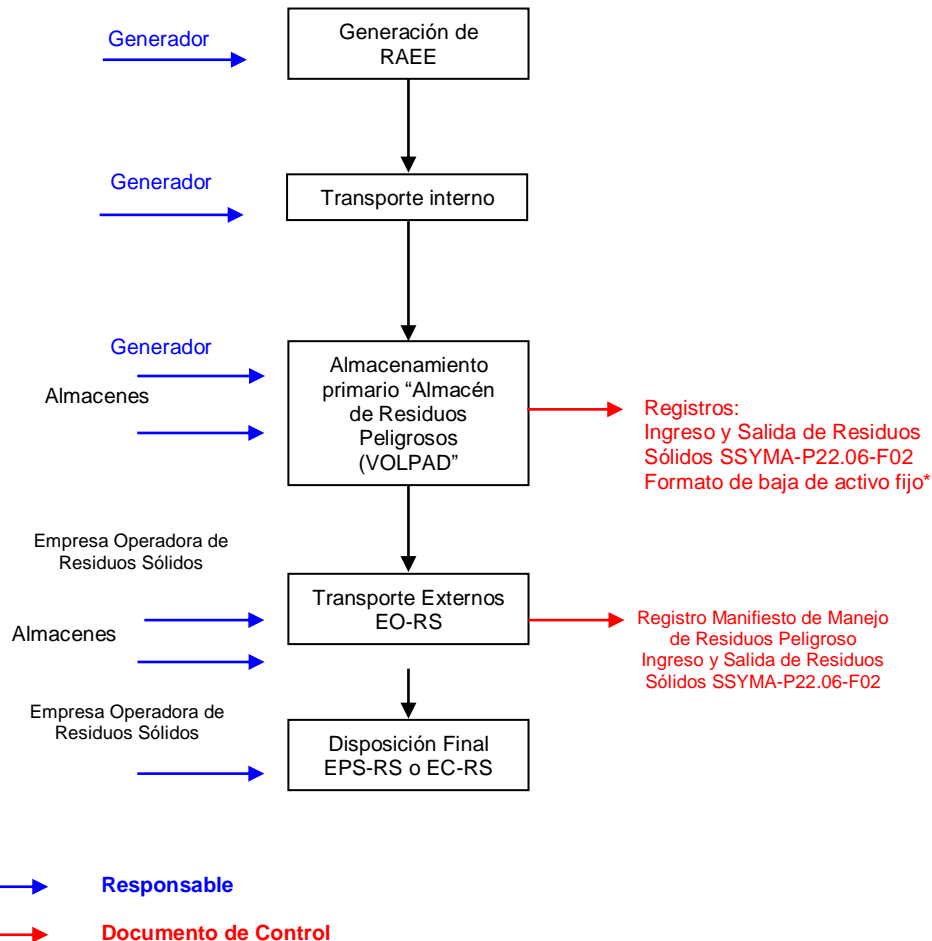 Generador
Generación de
RAEE
Generador
Transporte interno
Generador
Almacenes
Almacenamiento
primario “Almacén
de Residuos
Peligrosos
(VOLPAD”
Registros:
Ingreso y Salida de Residuos
Sólidos SSYMA-P22.06-F02
Formato de baja de activo fijo*
Empresa Operadora de
Residuos Sólidos
Almacenes
Transporte Externos
EO-RS
Registro Manifiesto de Manejo
de Residuos Peligroso
Ingreso y Salida de Residuos
Sólidos SSYMA-P22.06-F02
Empresa Operadora de
Residuos Sólidos
Disposición Final
EPS-RS o EC-RS
Responsable
Documento de Control